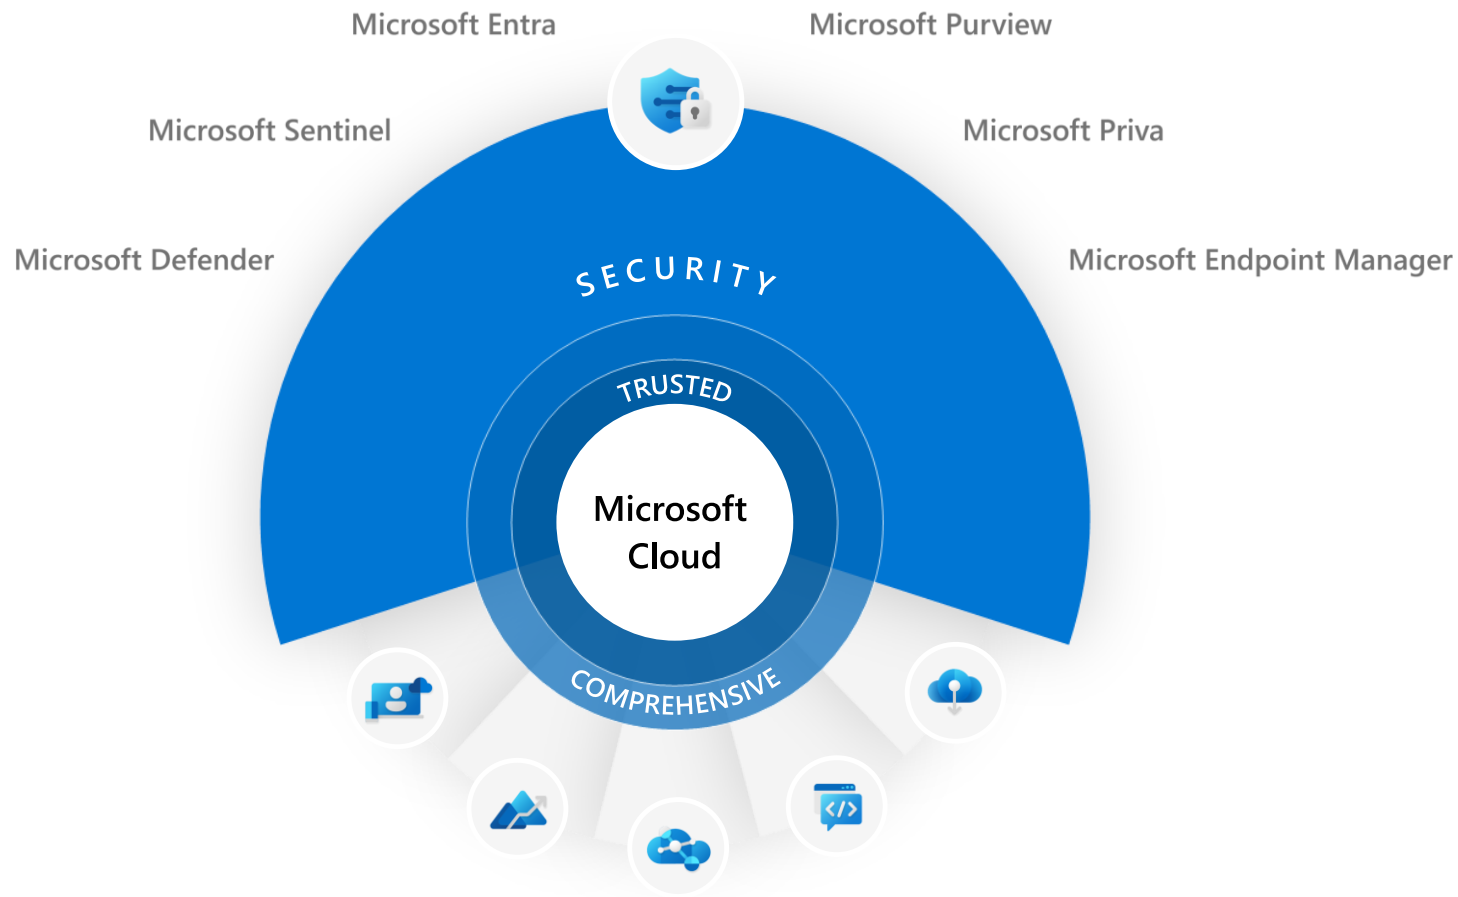 Microsoft Entra
Microsoft Purview
Microsoft Sentinel
Microsoft Priva
Microsoft Defender
Microsoft Endpoint Manager
SECURITY
TRUSTED
Microsoft
Cloud
COMPREHENSIVE